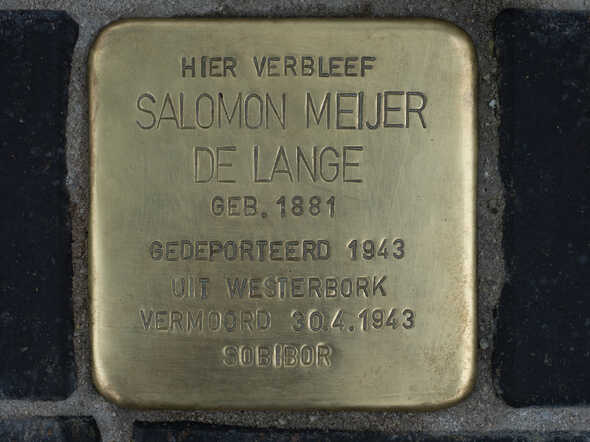 HIER VERBLEEF
SALOMON MEIJER
DE LANGE
GEB. 1881
GEDEPORTEERD 1943
UIT WESTERBORK
VERMOORD 30.4.1943
SOBIBOR